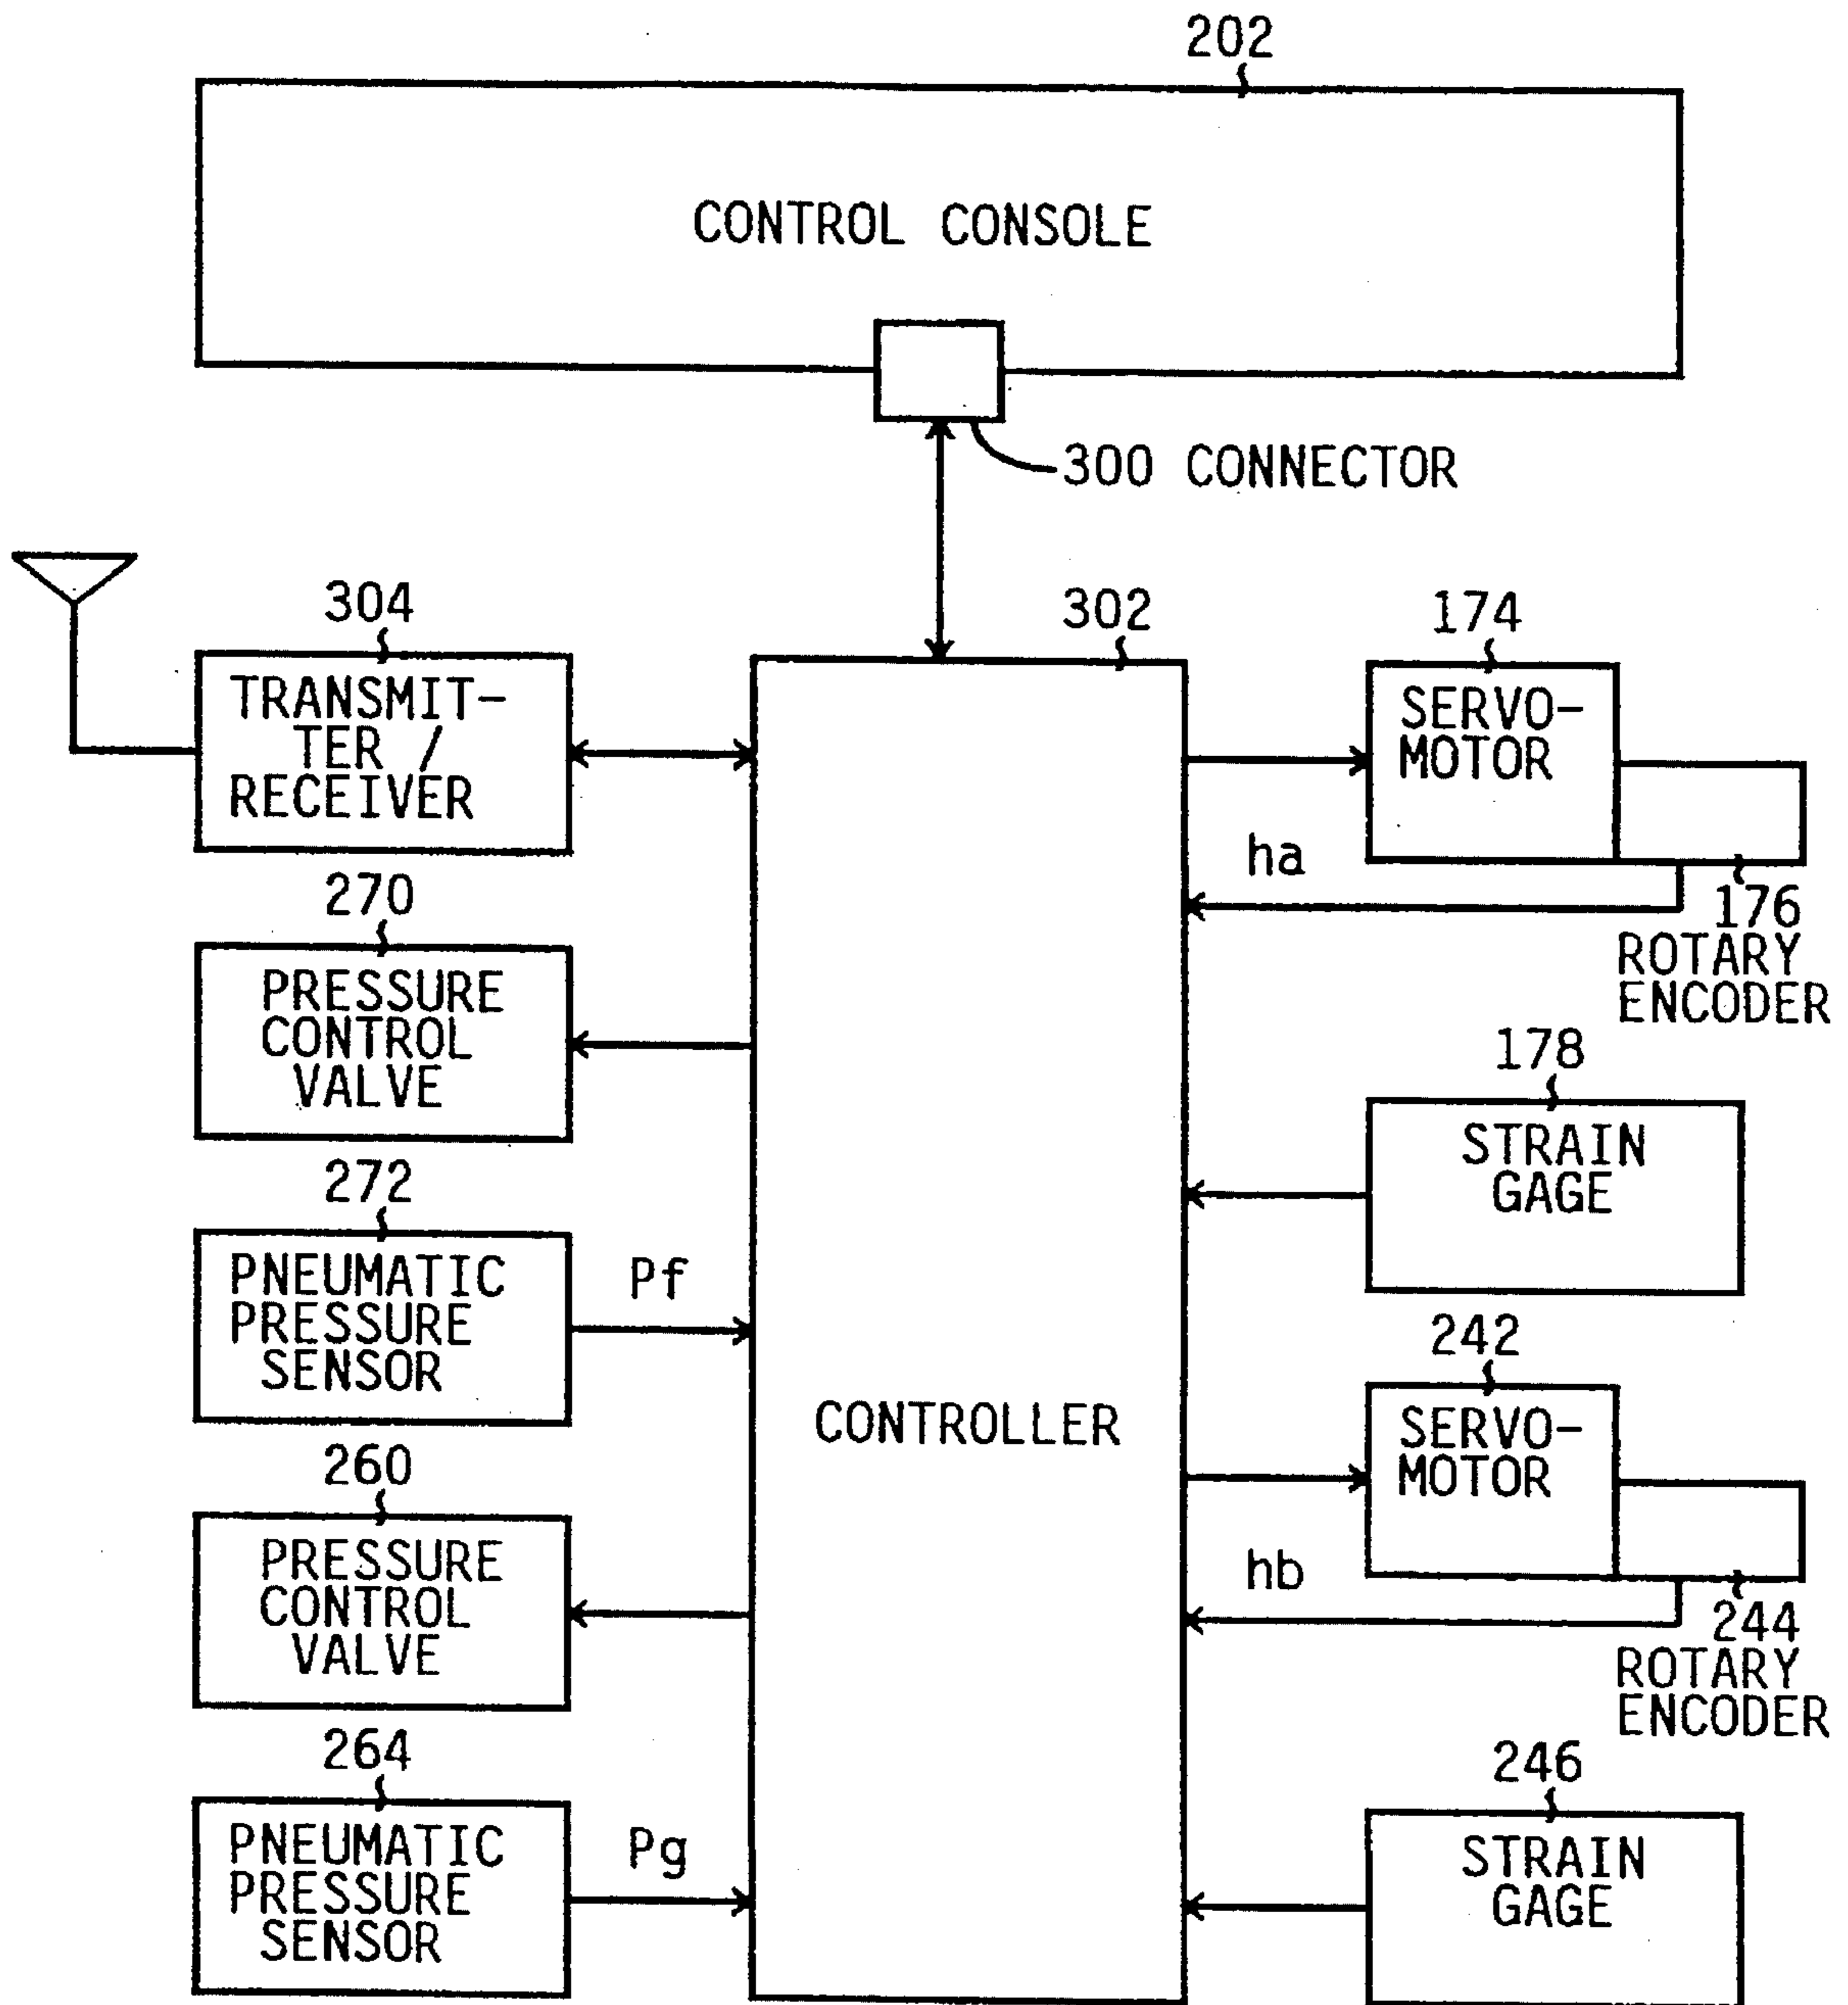 202
CONTROL CONSOLE
300 CONNECTOR
304
TRANSMIT-
TER /
RECEIVER
270
PRESSURE
CONTROL
VALVE
272
PNEUMATIC
PRESSURE
SENSOR
Pf
260
PRESSURE
CONTROL
VALVE
264
PNEUMATIC
PRESSURE
SENSOR
Pg
302
CONTROLLER
174
SERVO-
MOTOR
ha
176
ROTARY
ENCODER
178
STRAIN
GAGE
242
SERVO-
MOTOR
hb
244
ROTARY
ENCODER
246
STRAIN
GAGE